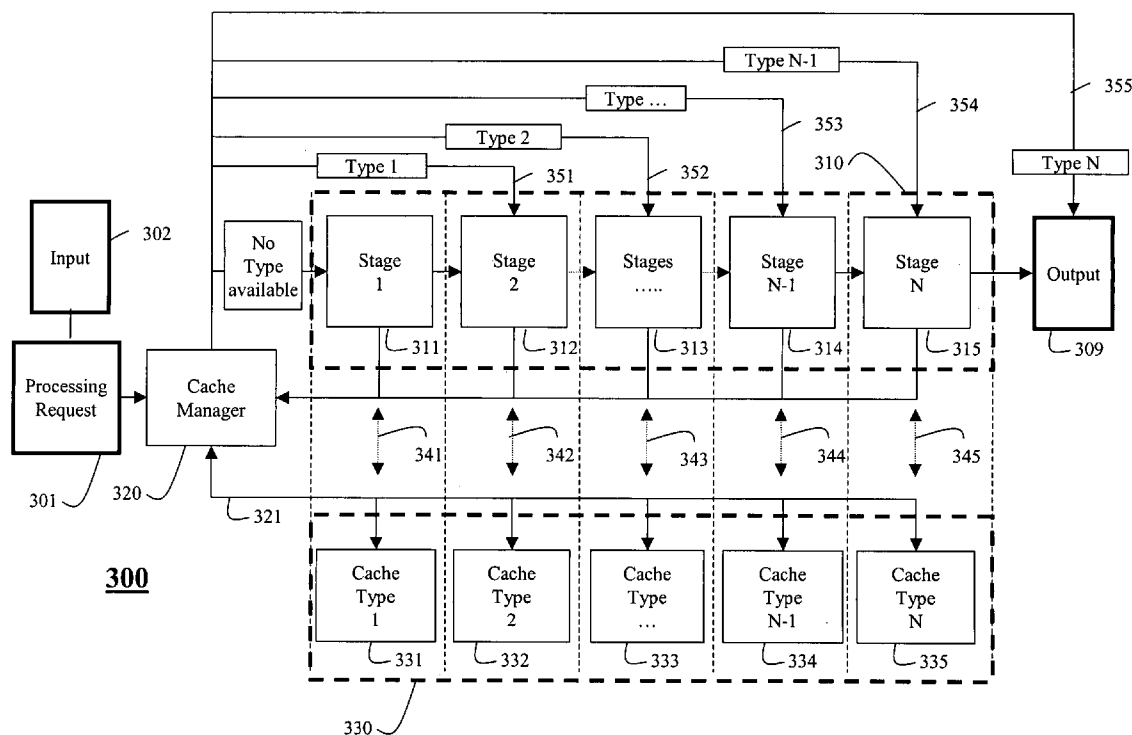 Type N-1
355
Type …
354
353
Type 2
Type N
310
Type 1
351
352
302
Input
No
Type
available
Stage
1
Stage
2
Stages
…..
Stage
N-1
Stage
N
Output
311
312
313
314
315
309
Processing
Request
Cache
Manager
341
342
343
344
345
301
320
321
300
Cache
Type
1
Cache
Type
2
Cache
Type
…
Cache
Type
N-1
Cache
Type
N
331
332
333
334
335
330